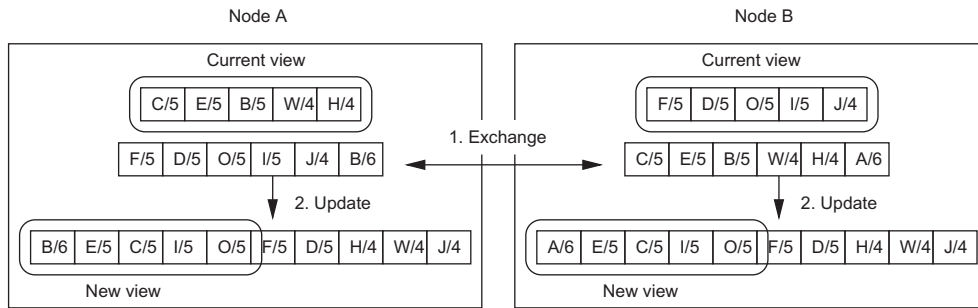 Node A
Node B
Current view
Current view
C/5 E/5 B/5 W/4 H/4
F/5 D/5 O/5 I/5 J/4
1. Exchange
F/5 D/5 O/5 I/5 J/4 B/6
C/5 E/5 B/5 W/4 H/4 A/6
2. Update
2. Update
B/6 E/5 C/5 I/5 O/5 F/5 D/5 H/4 W/4 J/4
A/6 E/5 C/5 I/5 O/5 F/5 D/5 H/4 W/4 J/4
New view
New view